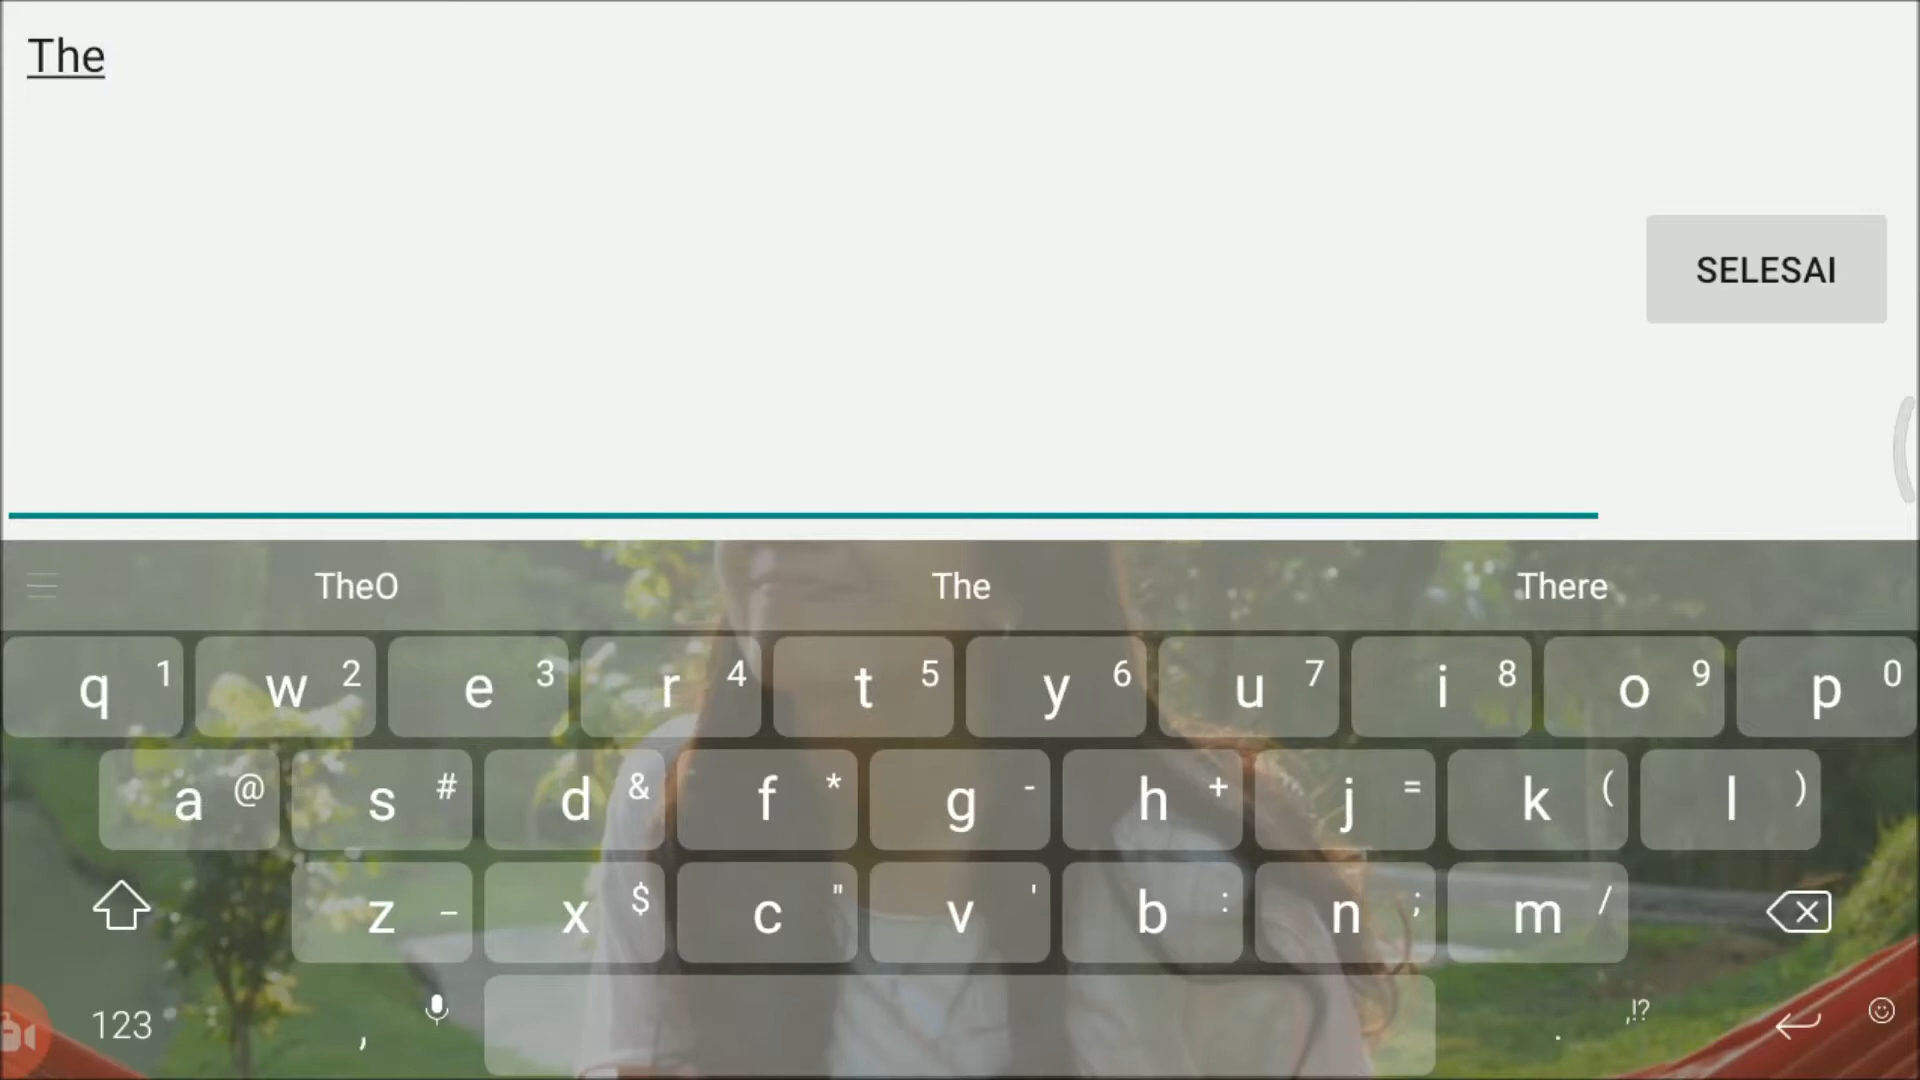 The
SELESAI
TheO The There
q 1 w 2 e 3 r 4 t 5 y 6 u 7 i 8 o 9 p 0
a @ s # d & f * g - h + j = k ( l )
z _ x $ c " v ' b : n ; m /
123 , . ,!?